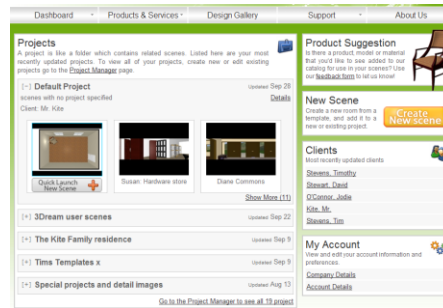 Dashboard
Products & Services
Design Gallery
Support
About Us
Projects
A project is like a folder which contains related scenes. Listed here are your most
recently updated projects. To view all of your projects, create new or edit existing
projects go to the Project Manager page.
[−] Default Project Updated Sep 28
scenes with no project specified Details
Client: Mr. Kite
Quick Launch
New Scene
Susan: Hardware store
Diane Commons
Show More (11)
[+] 3Dream user scenes Updated Sep 22
[+] The Kite Family residence Updated Sep 9
[+] Tims Templates x Updated Sep 9
[+] Special projects and detail images Updated Aug 13
Go to the Project Manager to see all 19 project
Product Suggestion
Is there a product, model or material
that you'd like to see added to our
catalog for use in your scenes? Use
our feedback form to let us know!
New Scene
Create a new room from a
template, and add it to a
new or existing project.
Create
New scene
Clients
Most recently updated clients
Stevens, Timothy
Stewart, David
O'Connor, Jodie
Kite, Mr.
Stevens, Tim
My Account
View and edit your account information and
preferences.
Company Details
Account Details